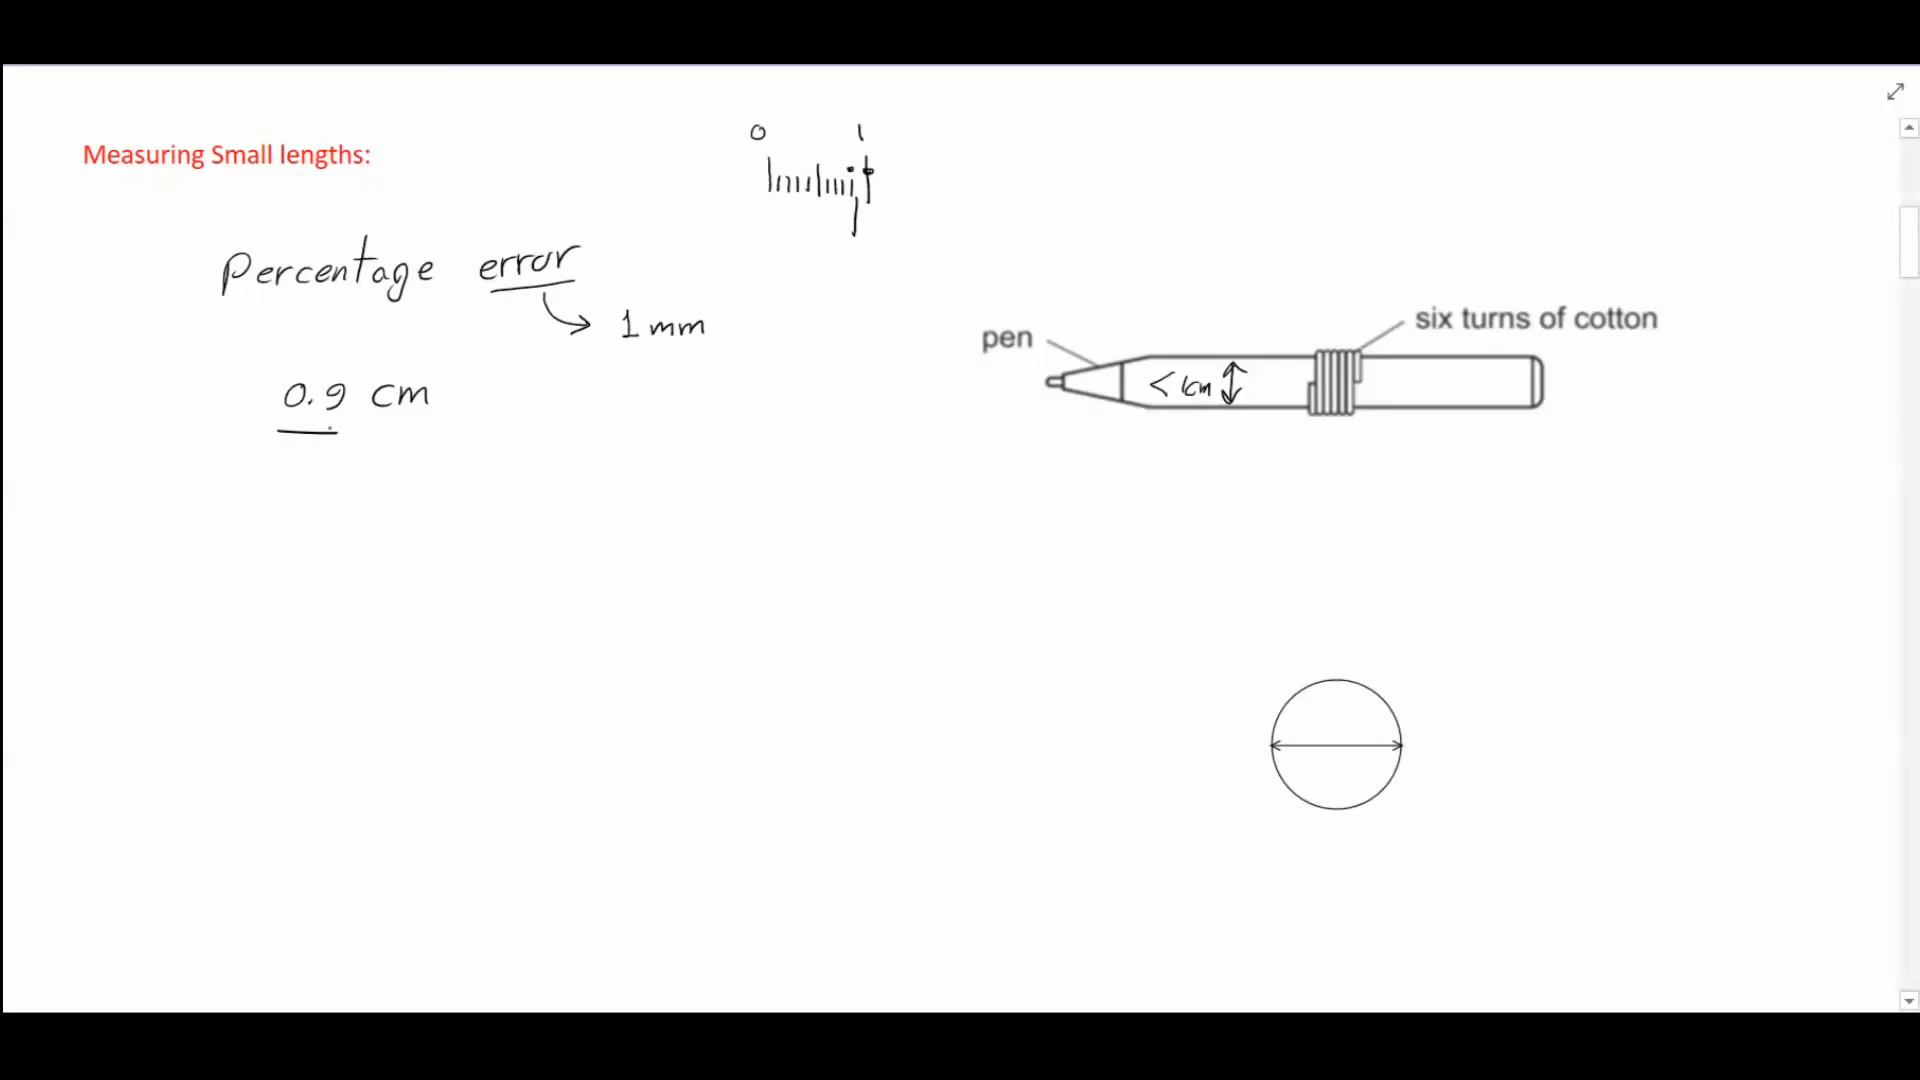 Measuring Small lengths:
0 1
Percentage error
1 mm
0.9 cm
pen
six turns of cotton
< 1cm